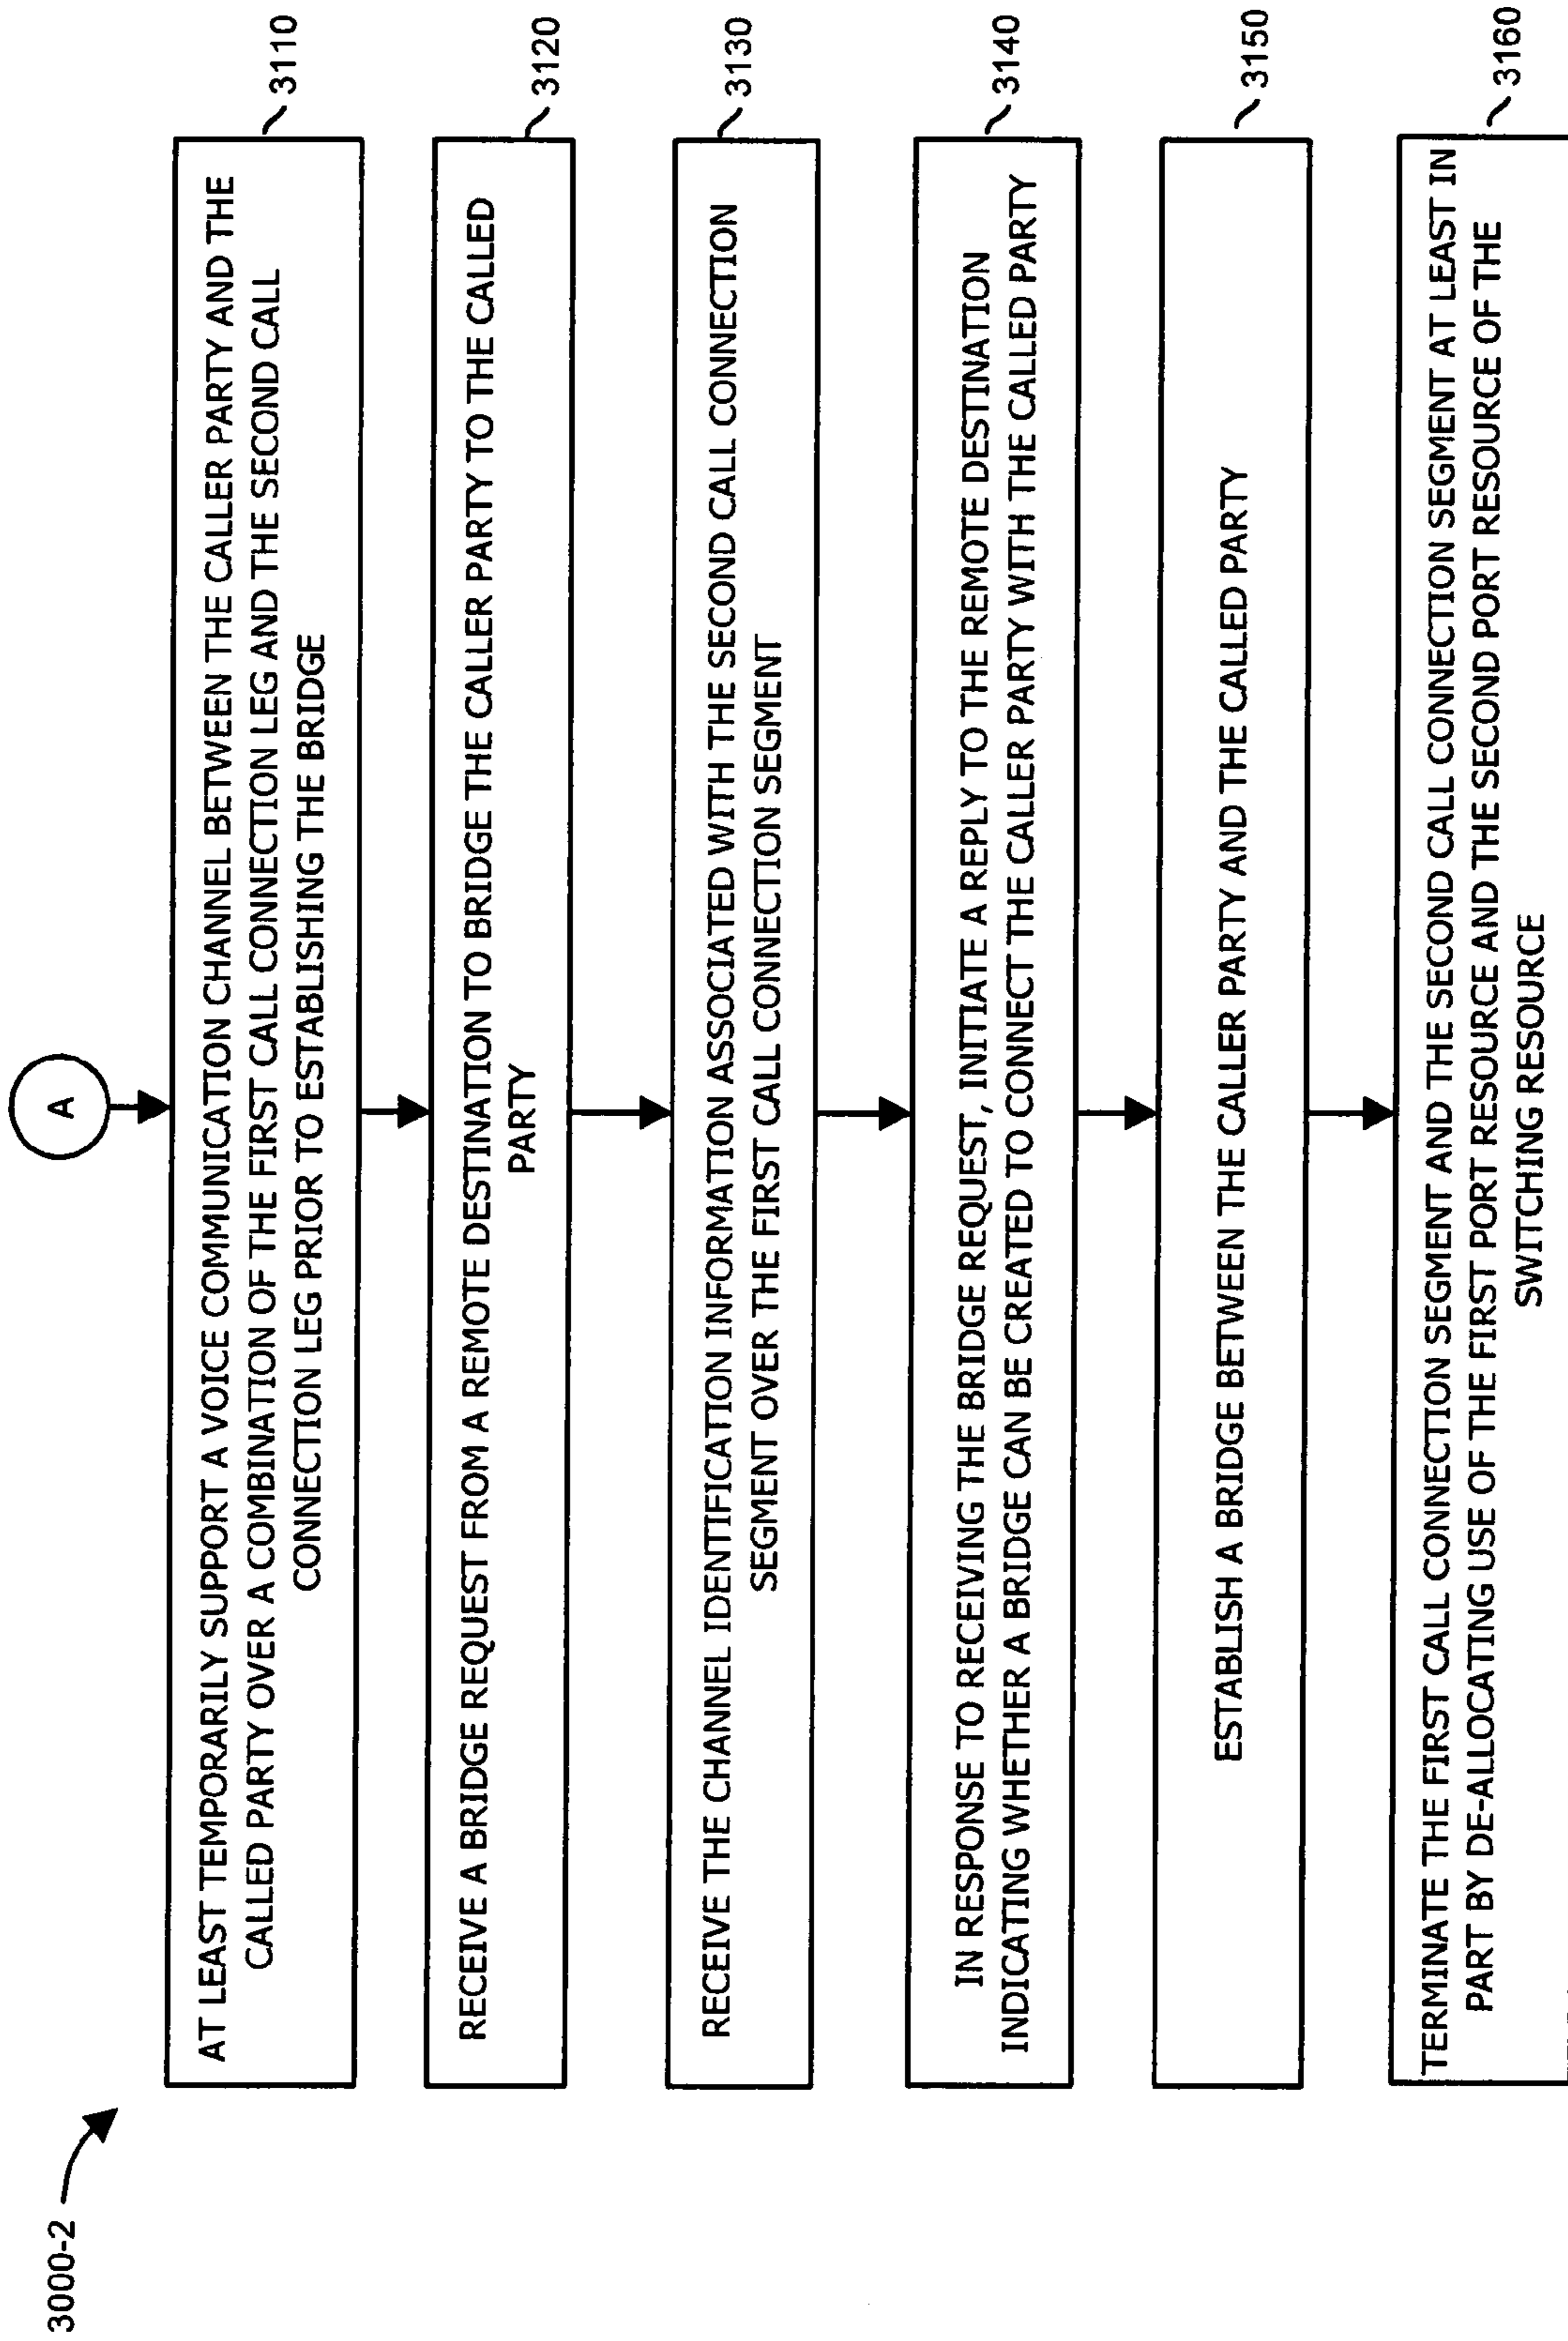 3000-2
A
AT LEAST TEMPORARILY SUPPORT A VOICE COMMUNICATION CHANNEL BETWEEN THE CALLER PARTY AND THE
CALLED PARTY OVER A COMBINATION OF THE FIRST CALL CONNECTION LEG AND THE SECOND CALL
CONNECTION LEG PRIOR TO ESTABLISHING THE BRIDGE
3110
RECEIVE A BRIDGE REQUEST FROM A REMOTE DESTINATION TO BRIDGE THE CALLER PARTY TO THE CALLED
PARTY
3120
RECEIVE THE CHANNEL IDENTIFICATION INFORMATION ASSOCIATED WITH THE SECOND CALL CONNECTION
SEGMENT OVER THE FIRST CALL CONNECTION SEGMENT
3130
IN RESPONSE TO RECEIVING THE BRIDGE REQUEST, INITIATE A REPLY TO THE REMOTE DESTINATION
INDICATING WHETHER A BRIDGE CAN BE CREATED TO CONNECT THE CALLER PARTY WITH THE CALLED PARTY
3140
ESTABLISH A BRIDGE BETWEEN THE CALLER PARTY AND THE CALLED PARTY
3150
TERMINATE THE FIRST CALL CONNECTION SEGMENT AND THE SECOND CALL CONNECTION SEGMENT AT LEAST IN
PART BY DE-ALLOCATING USE OF THE FIRST PORT RESOURCE AND THE SECOND PORT RESOURCE OF THE
SWITCHING RESOURCE
3160